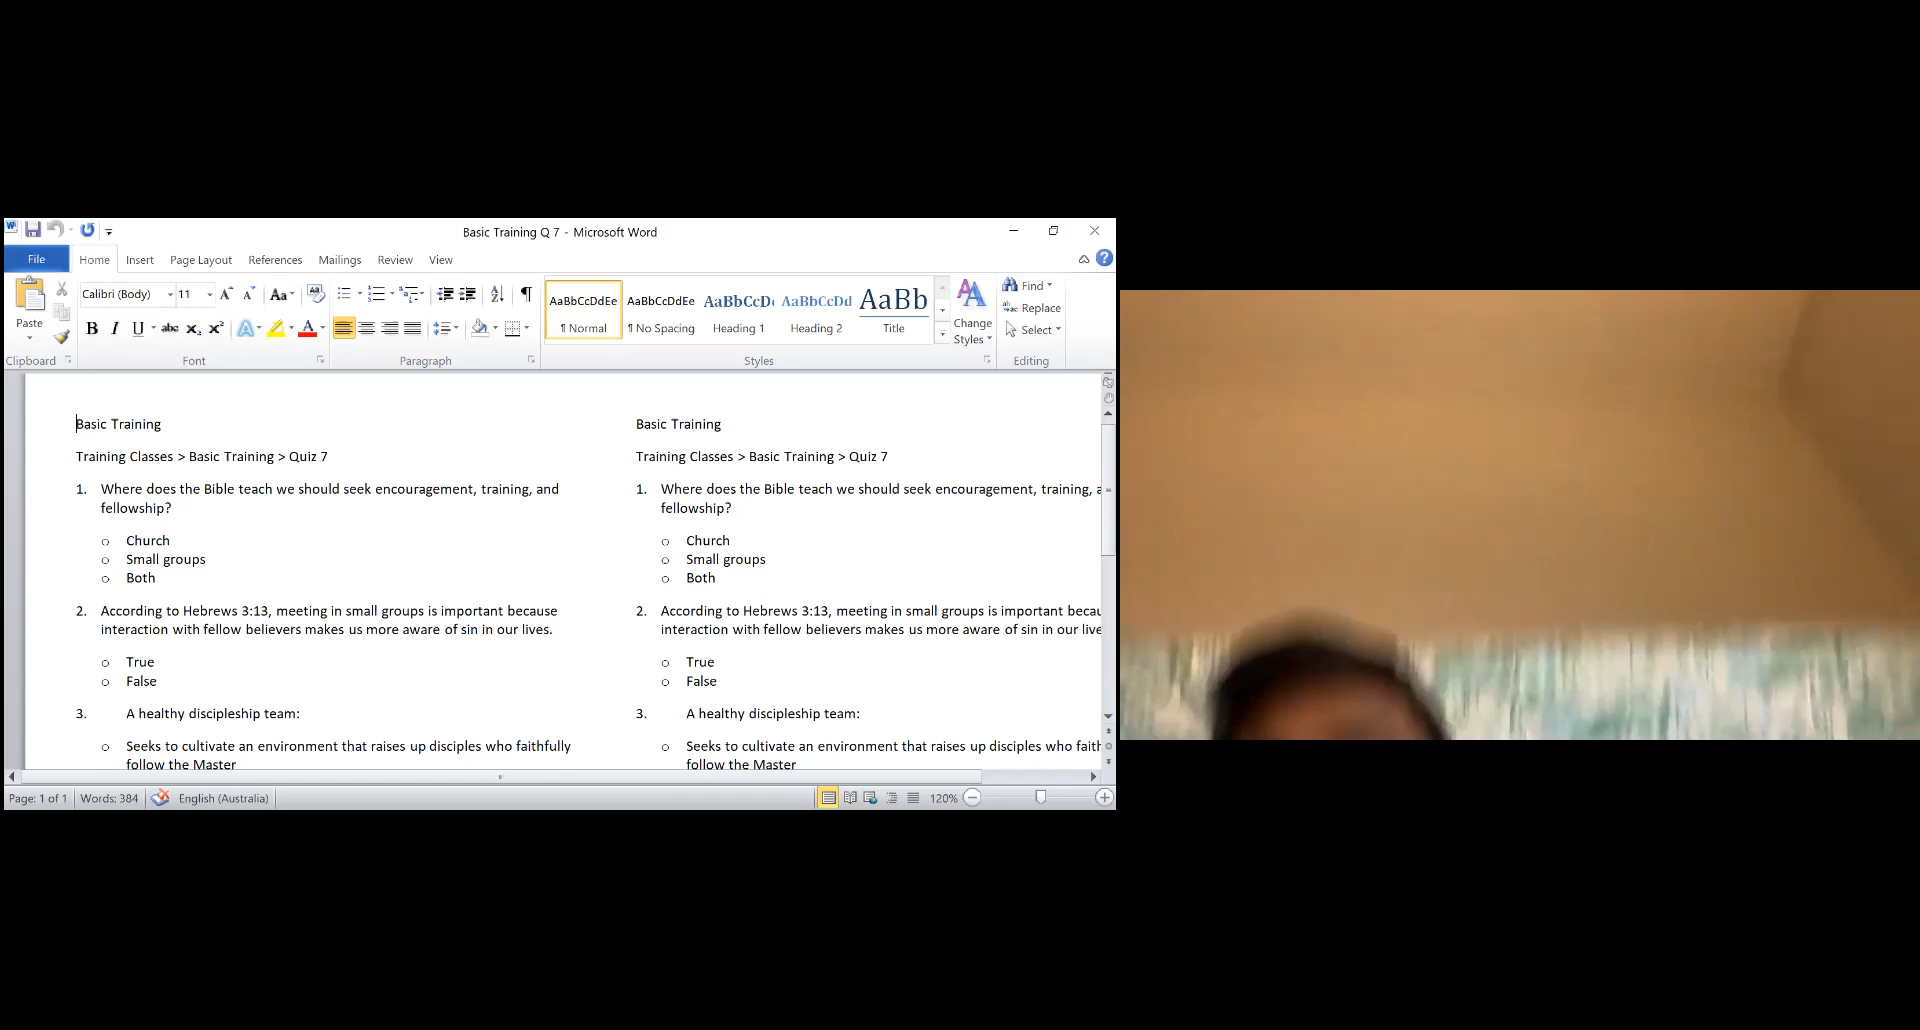 Basic Training Q 7 - Microsoft Word
File Home Insert Page Layout References Mailings Review View
Calibri (Body) 11 Aa
Paste
B I U abc X₂ X² A A
AaBbCcDdEe AaBbCcDdEe AaBbCcD AaBbCcDd AaBb
¶ Normal ¶ No Spacing Heading 1 Heading 2 Title
Change
Styles
Find
Replace
Select
Clipboard Font Paragraph Styles Editing
Basic Training
Training Classes > Basic Training > Quiz 7
1. Where does the Bible teach we should seek encouragement, training, and
fellowship?
o Church
o Small groups
o Both
2. According to Hebrews 3:13, meeting in small groups is important because
interaction with fellow believers makes us more aware of sin in our lives.
o True
o False
3. A healthy discipleship team:
o Seeks to cultivate an environment that raises up disciples who faithfully
follow the Master
Basic Training
Training Classes > Basic Training > Quiz 7
1. Where does the Bible teach we should seek encouragement, training, a
fellowship?
o Church
o Small groups
o Both
2. According to Hebrews 3:13, meeting in small groups is important becau
interaction with fellow believers makes us more aware of sin in our live
o True
o False
3. A healthy discipleship team:
o Seeks to cultivate an environment that raises up disciples who faith
follow the Master
Page: 1 of 1 Words: 384 English (Australia) 120%